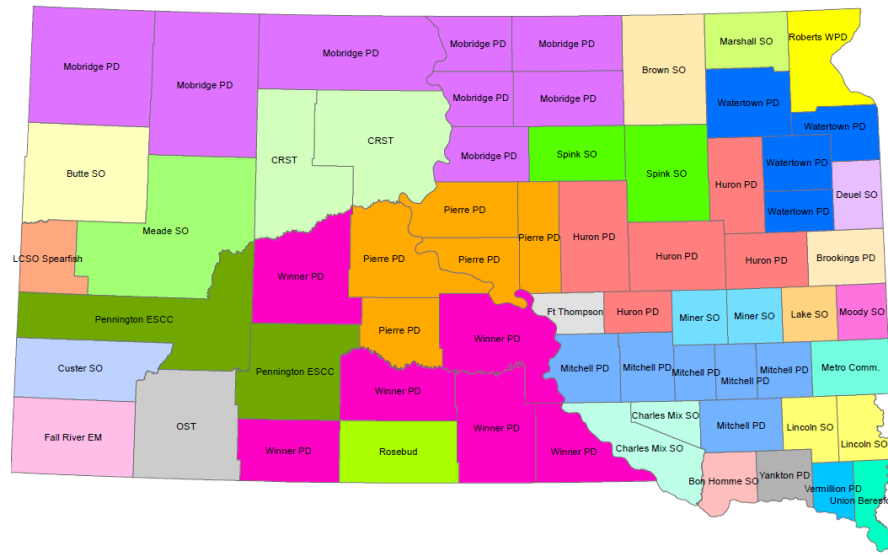 Mobridge PD
Mobridge PD
Mobridge PD
Mobridge PD
Mobridge PD
Brown SO
Marshall SO
Roberts WPD
Mobridge PD
Mobridge PD
Watertown PD
Watertown PD
CRST
CRST
Mobridge PD
Spink SO
Spink SO
Huron PD
Watertown PD
Deuel SO
Butte SO
Meade SO
Pierre PD
Pierre PD
Watertown PD
LCSO Spearfish
Winner PD
Pierre PD
Pierre PD
Huron PD
Huron PD
Huron PD
Brookings PD
Pennington ESCC
Pierre PD
Winner PD
Ft Thompson
Huron PD
Miner SO
Miner SO
Lake SO
Moody SO
Custer SO
Pennington ESCC
Winner PD
Mitchell PD
Mitchell PD
Mitchell PD
Mitchell PD
Mitchell PD
Metro Comm.
Fall River EM
OST
Winner PD
Rosebud
Winner PD
Winner PD
Charles Mix SO
Charles Mix SO
Mitchell PD
Lincoln SO
Lincoln SO
Bon Homme SO
Yankton PD
Vermillion PD